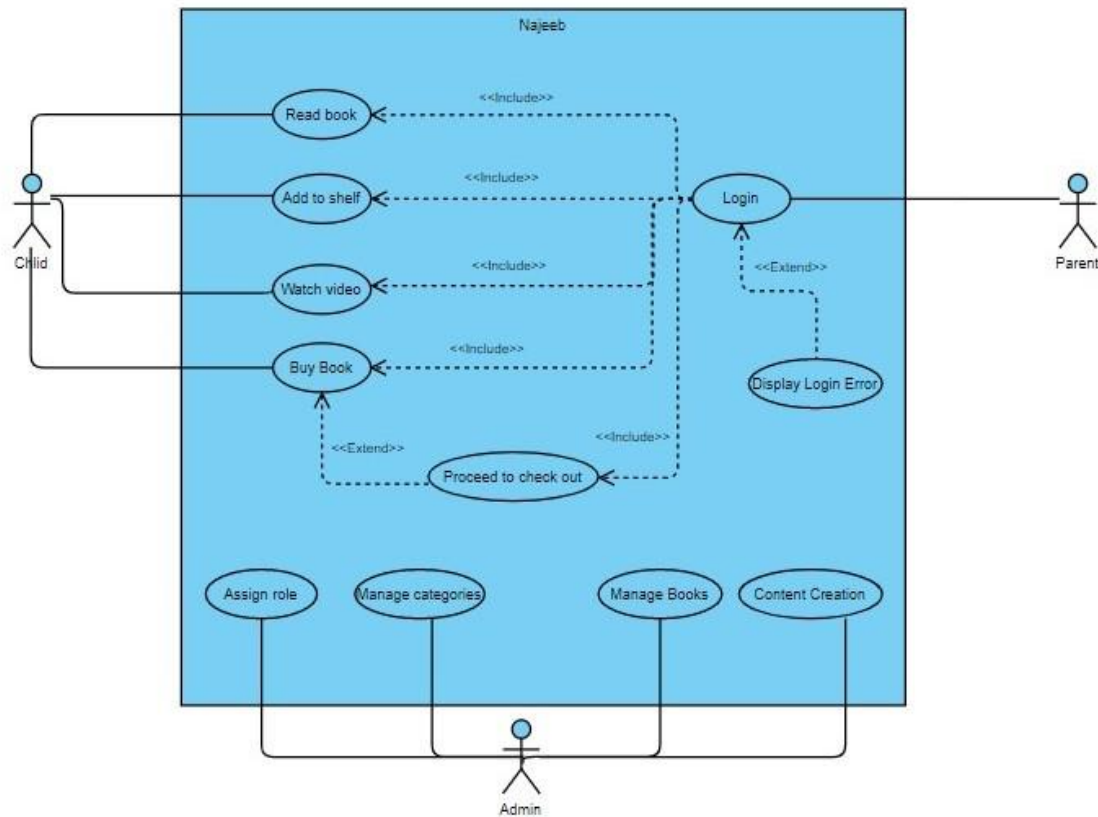 Najeeb
<<Include>>
Read book
<<Include>>
Add to shelf
Login
Chlid
Parent
<<Include>>
<<Extend>>
Watch video
<<Include>>
Buy Book
Display Login Error
<<Include>>
<<Extend>>
Proceed to check out
Assign role
Manage categories
Manage Books
Content Creation
Admin